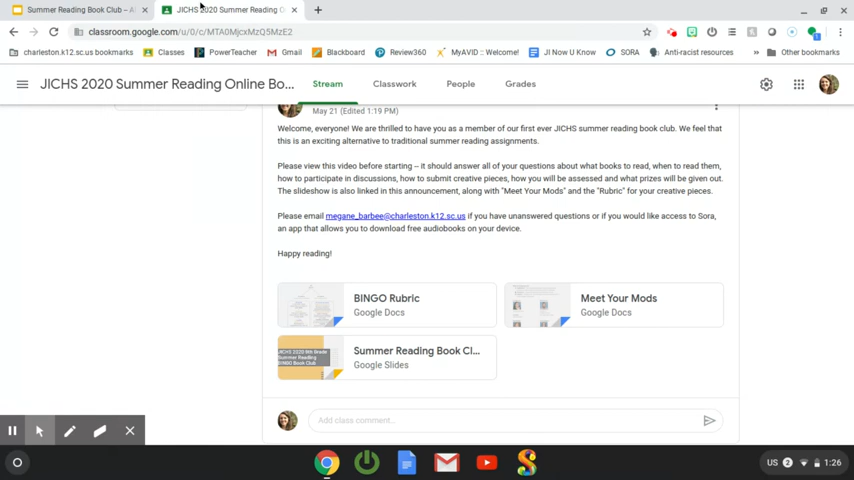 Summer Reading Book Club – A
JICHS 2020 Summer Reading O
classroom.google.com/u/0/c/MTA0MjcxMzQ5MzE2
charleston.k12.sc.us bookmarks
Classes
PowerTeacher
Gmail
Blackboard
Review360
MyAVID :: Welcome!
JI Now U Know
SORA
Anti-racist resources
Other bookmarks
JICHS 2020 Summer Reading Online Bo...
Stream
Classwork
People
Grades
May 21 (Edited 1:19 PM)
Welcome, everyone! We are thrilled to have you as a member of our first ever JICHS summer reading book club. We feel that
this is an exciting alternative to traditional summer reading assignments.
Please view this video before starting -- it should answer all of your questions about what books to read, when to read them,
how to participate in discussions, how to submit creative pieces, how you will be assessed and what prizes will be given out.
The slideshow is also linked in this announcement, along with "Meet Your Mods" and the "Rubric" for your creative pieces.
Please email megane_barbee@charleston.k12.sc.us if you have unanswered questions or if you would like access to Sora,
an app that allows you to download free audiobooks on your device.
Happy reading!
BINGO Rubric
Google Docs
Meet Your Mods
Google Docs
JICHS 2020 9th Grade
Summer Reading
BINGO Book Club
Summer Reading Book Cl...
Google Slides
Add class comment...
US
2
1:26